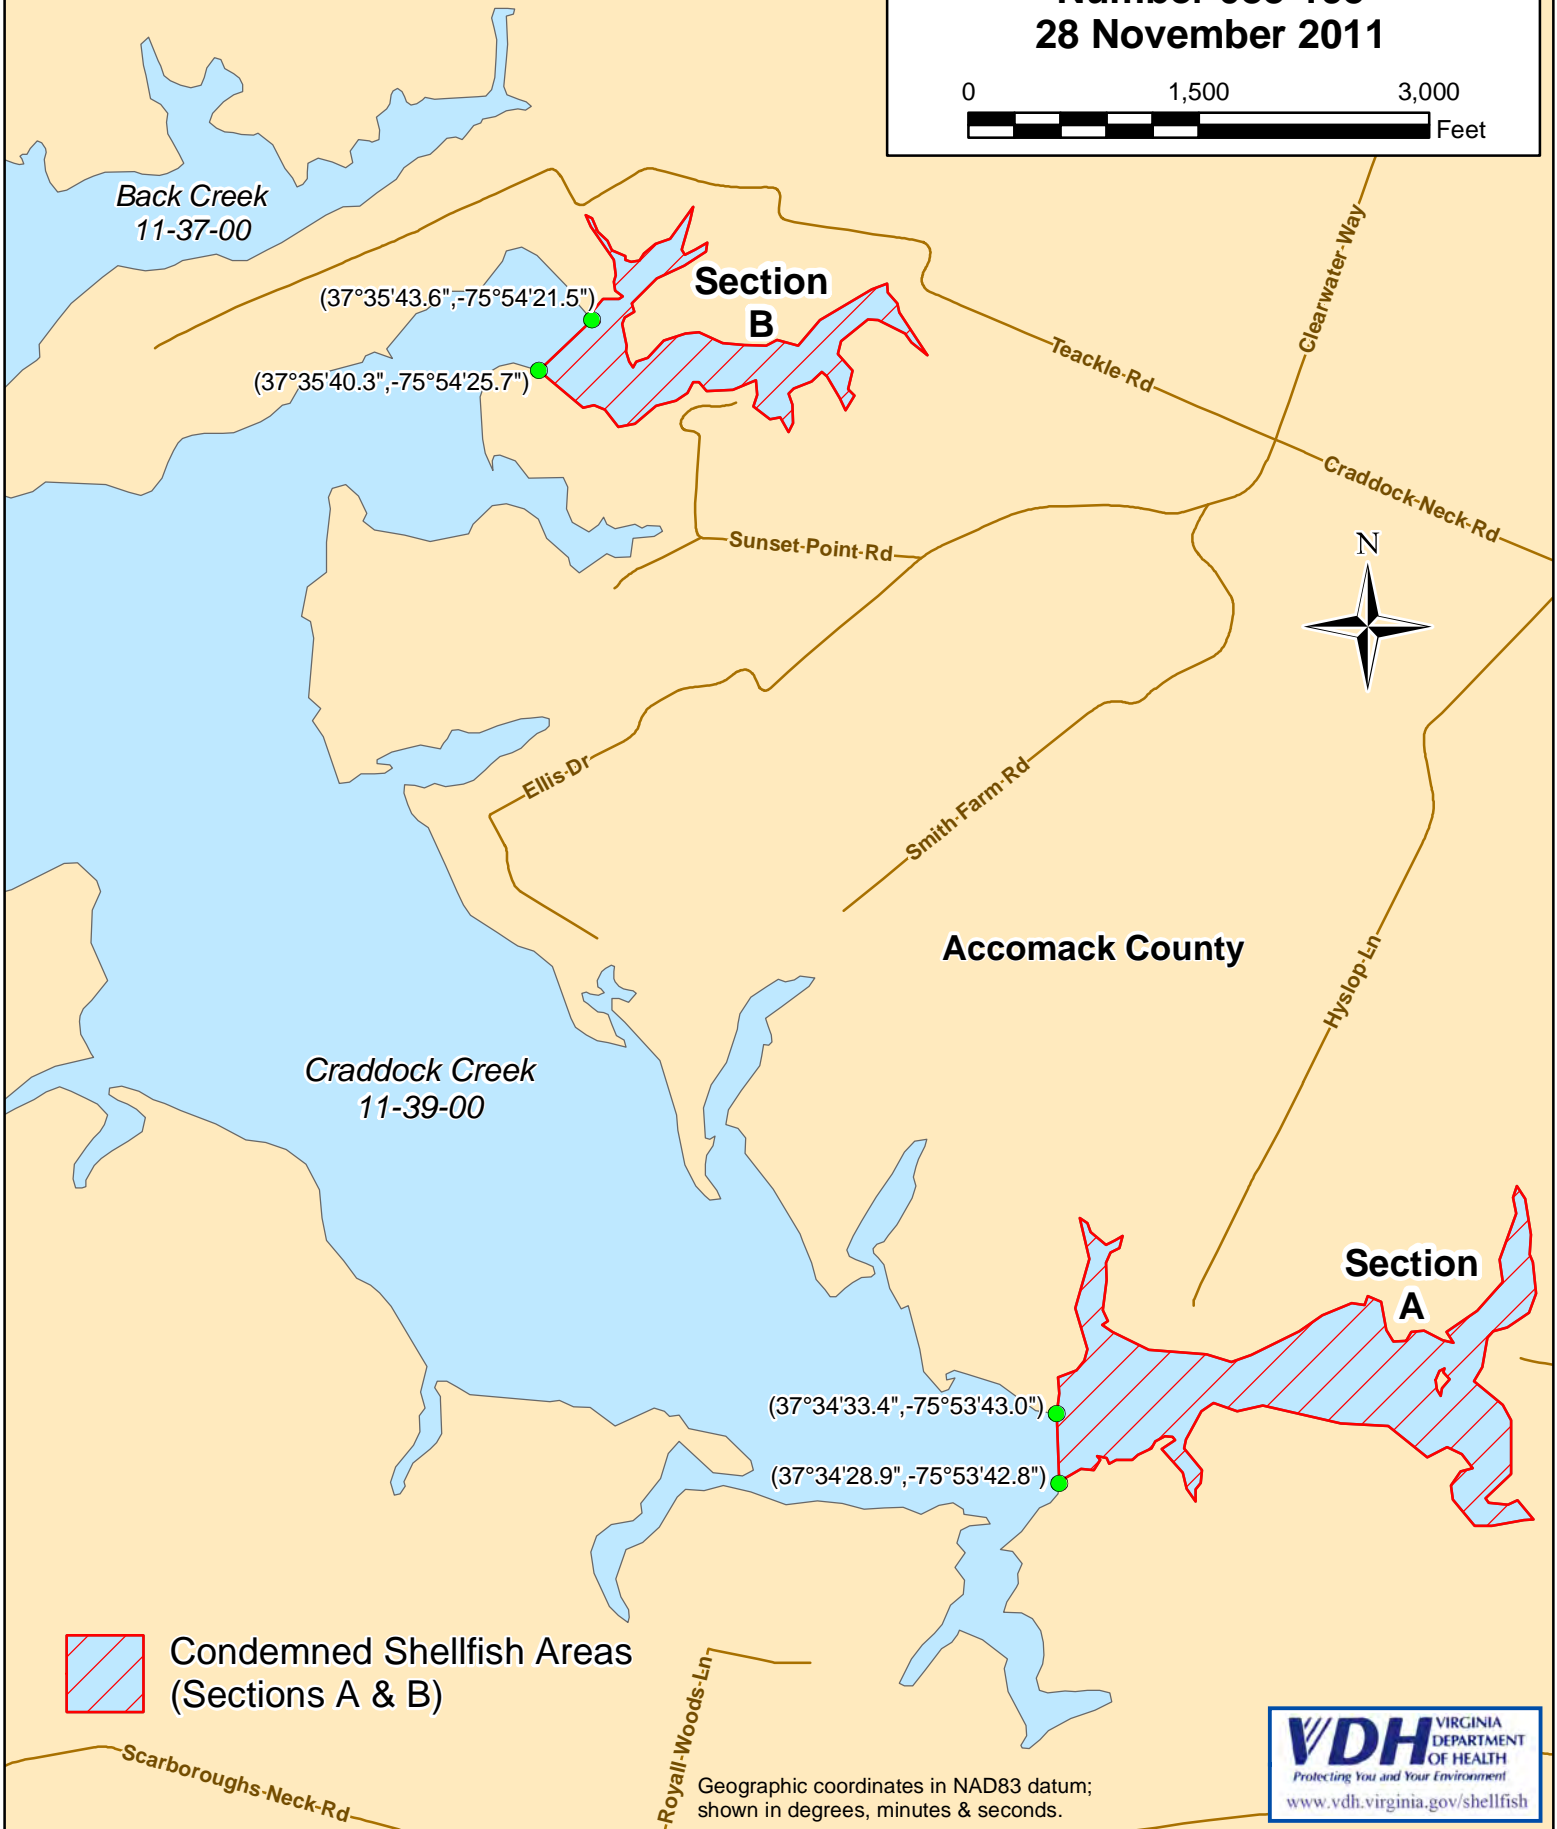 28 November 2011
0 1,500 3,000
Feet
Back Creek
11-37-00
Clearwater Way
Section
B
(37°35'43.6",-75°54'21.5")
(37°35'40.3",-75°54'25.7")
Teackle Rd
Craddock Neck Rd
Sunset Point Rd
N
Ellis Dr
Smith Farm Rd
Accomack County
Hyslop Ln
Craddock Creek
11-39-00
Section
A
(37°34'33.4",-75°53'43.0")
(37°34'28.9",-75°53'42.8")
Condemned Shellfish Areas
(Sections A & B)
Royall Woods Ln
Scarboroughs Neck Rd
Geographic coordinates in NAD83 datum;
shown in degrees, minutes & seconds.
VDH
VIRGINIA
DEPARTMENT
OF HEALTH
Protecting You and Your Environment
www.vdh.virginia.gov/shellfish